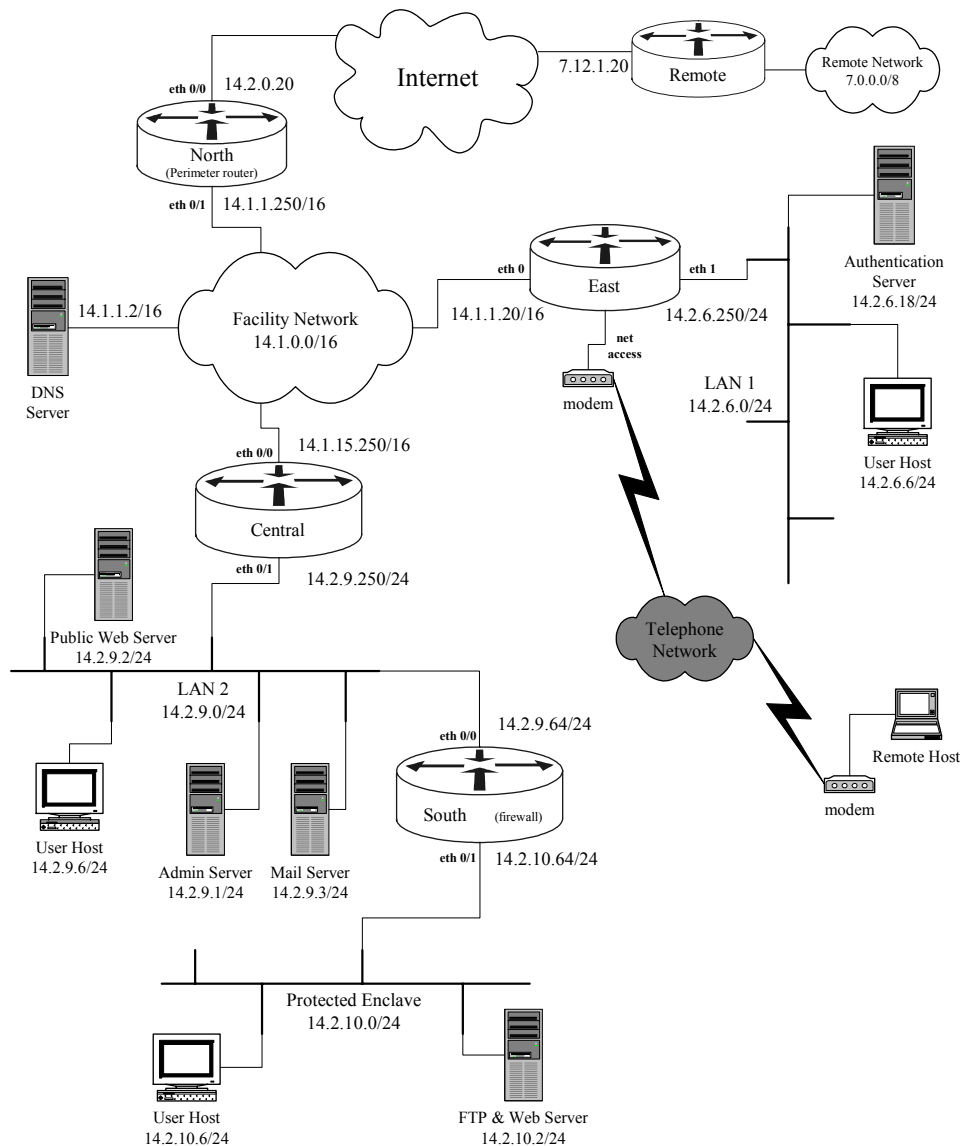 Internet
7.12.1.20
Remote
Remote Network
7.0.0.0/8
eth 0/0
14.2.0.20
North
(Perimeter router)
eth 0/1
14.1.1.250/16
Authentication
Server
14.2.6.18/24
eth 0
East
eth 1
14.1.1.20/16
14.2.6.250/24
14.1.1.2/16
Facility Network
14.1.0.0/16
DNS
Server
net
access
modem
LAN 1
14.2.6.0/24
User Host
14.2.6.6/24
14.1.15.250/16
eth 0/0
Central
eth 0/1
14.2.9.250/24
Public Web Server
14.2.9.2/24
Telephone
Network
LAN 2
14.2.9.0/24
14.2.9.64/24
eth 0/0
South
(firewall)
eth 0/1
14.2.10.64/24
Remote Host
modem
User Host
14.2.9.6/24
Admin Server
14.2.9.1/24
Mail Server
14.2.9.3/24
Protected Enclave
14.2.10.0/24
User Host
14.2.10.6/24
FTP & Web Server
14.2.10.2/24